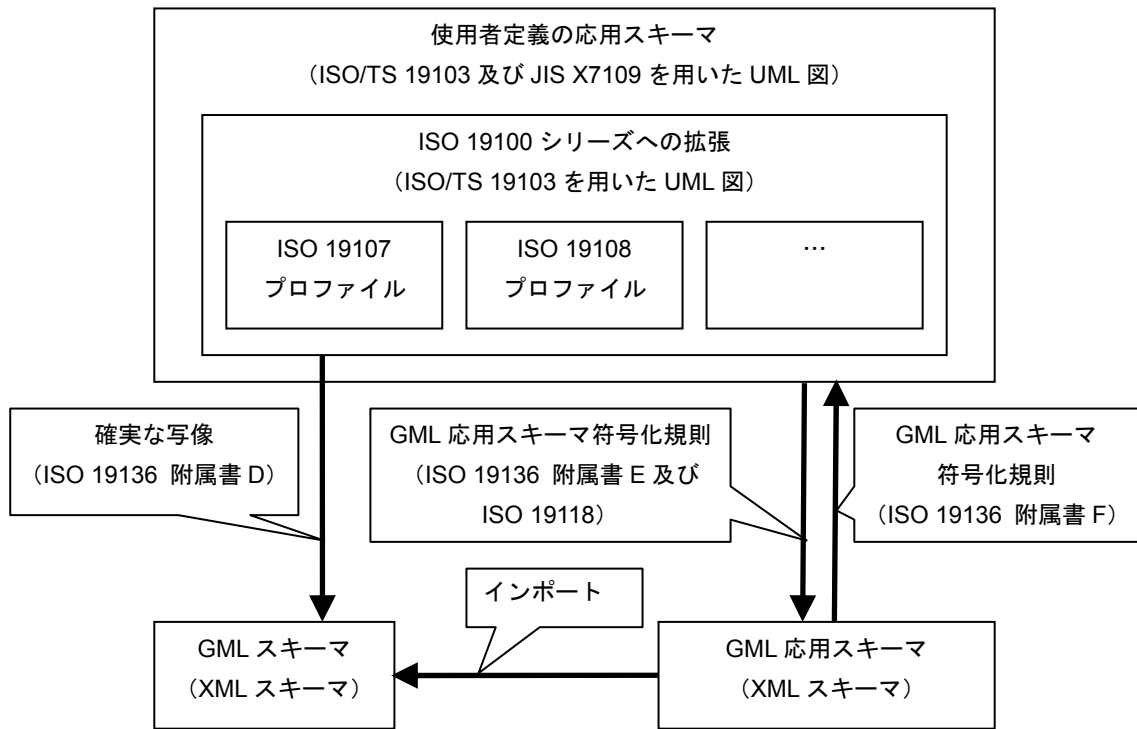 使用者定義の応用スキーマ
（ISO/TS 19103 及び JIS X7109 を用いた UML 図）
ISO 19100 シリーズへの拡張
（ISO/TS 19103 を用いた UML 図）
ISO 19107
プロファイル
ISO 19108
プロファイル
…
確実な写像
（ISO 19136 附属書 D）
GML 応用スキーマ符号化規則
（ISO 19136 附属書 E 及び
ISO 19118）
GML 応用スキーマ
符号化規則
（ISO 19136 附属書 F）
インポート
GML スキーマ
（XML スキーマ）
GML 応用スキーマ
（XML スキーマ）